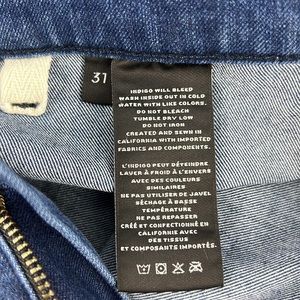 31
INDIGO WILL BLEED
WASH INSIDE OUT IN COLD
WATER WITH LIKE COLORS.
DO NOT BLEACH
TUMBLE DRY LOW
DO NOT IRON
CREATED AND SEWN IN
CALIFORNIA WITH IMPORTED
FABRICS AND COMPONENTS.
L'INDIGO PEUT DÉTEINDRE
LAVER À FROID À L'ENVERS
AVEC DES COULEURS
SIMILAIRES
NE PAS UTILISER DE JAVEL
SÉCHAGE À BASSE
TEMPÉRATURE
NE PAS REPASSER
CRÉÉ ET CONFECTIONNÉ EN
CALIFORNIE AVEC
DES TISSUS
ET COMPOSANTS IMPORTÉS.